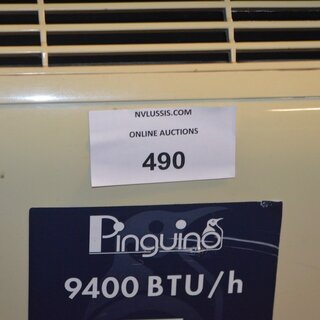 NVLUSSIS.COM
ONLINE AUCTIONS
490
Pinguino
9400 BTU/h